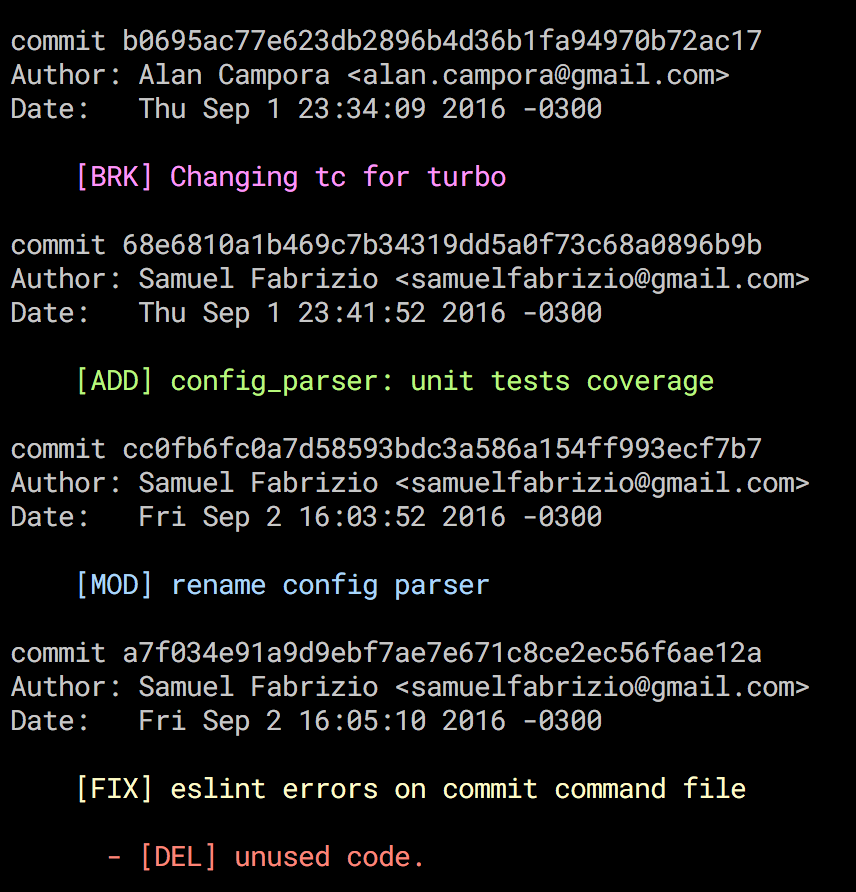 commit b0695ac77e623db2896b4d36b1fa94970b72ac17
Author: Alan Campora <alan.campora@gmail.com>
Date:   Thu Sep 1 23:34:09 2016 -0300
[BRK] Changing tc for turbo
commit 68e6810a1b469c7b34319dd5a0f73c68a0896b9b
Author: Samuel Fabrizio <samuelfabrizio@gmail.com>
Date:   Thu Sep 1 23:41:52 2016 -0300
[ADD] config_parser: unit tests coverage
commit cc0fb6fc0a7d58593bdc3a586a154ff993ecf7b7
Author: Samuel Fabrizio <samuelfabrizio@gmail.com>
Date:   Fri Sep 2 16:03:52 2016 -0300
[MOD] rename config parser
commit a7f034e91a9d9ebf7ae7e671c8ce2ec56f6ae12a
Author: Samuel Fabrizio <samuelfabrizio@gmail.com>
Date:   Fri Sep 2 16:05:10 2016 -0300
[FIX] eslint errors on commit command file
- [DEL] unused code.